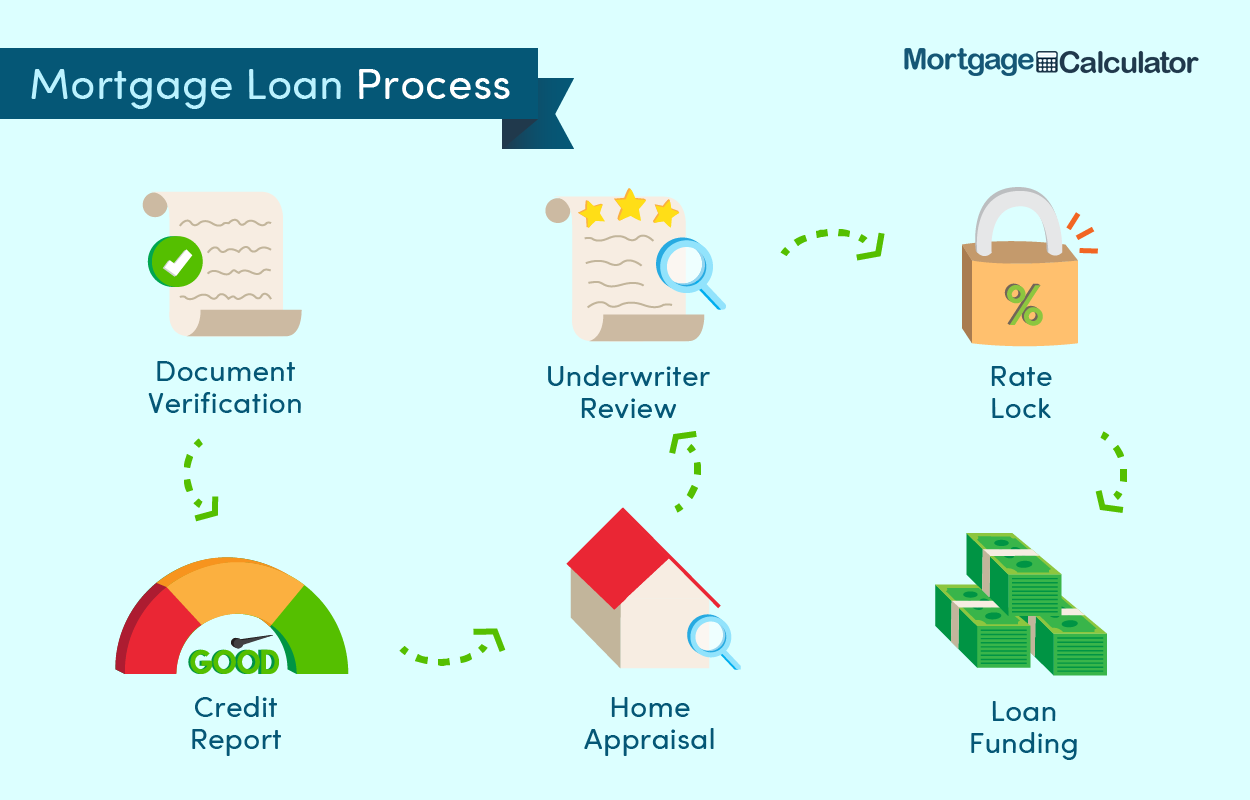 Mortgage Loan Process
MortgageCalculator
Document
Verification
Underwriter
Review
%
Rate
Lock
GOOD
Credit
Report
Home
Appraisal
Loan
Funding